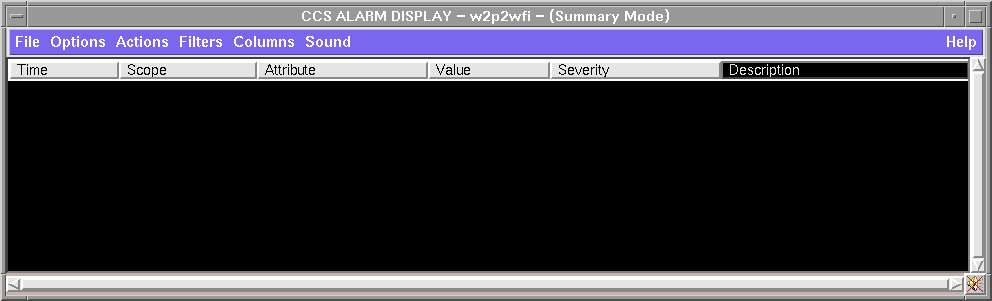 CCS ALARM DISPLAY - w2p2wfi - (Summary Mode)
File Options Actions Filters Columns Sound Help
Time Scope Attribute Value Severity Description